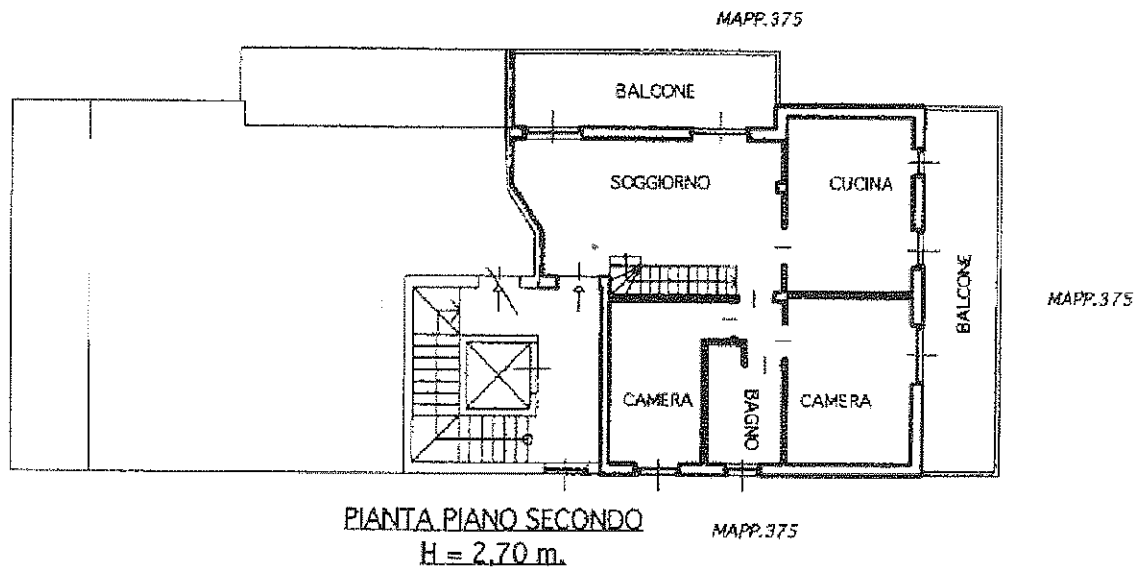 MAPP.375
BALCONE
SOGGIORNO
CUCINA
BALCONE
MAPP.375
CAMERA
BAGNO
CAMERA
PIANTA PIANO SECONDO
H = 2,70 m.
MAPP.375